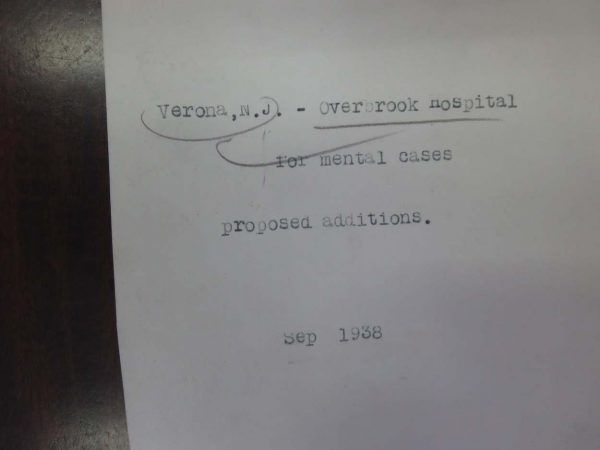 Verona,N.J. - Overbrook hospital
for mental cases
proposed additions.
Sep 1938